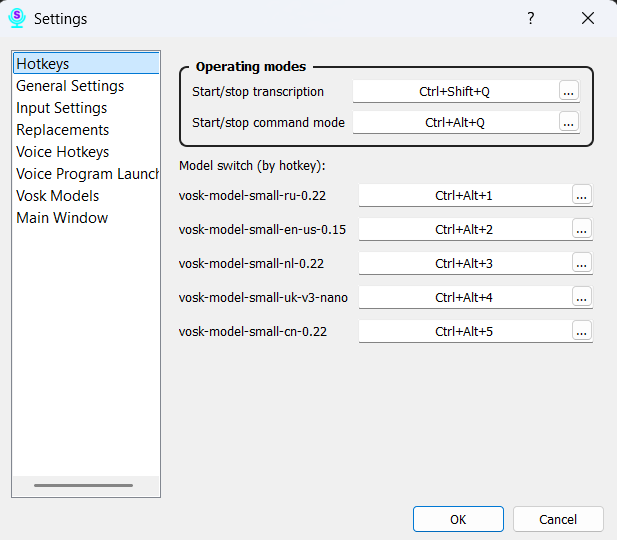 S Settings ?
Hotkeys
General Settings
Input Settings
Replacements
Voice Hotkeys
Voice Program Launch
Vosk Models
Main Window
Operating modes
Start/stop transcription Ctrl+Shift+Q ...
Start/stop command mode Ctrl+Alt+Q ...
Model switch (by hotkey):
vosk-model-small-ru-0.22 Ctrl+Alt+1 ...
vosk-model-small-en-us-0.15 Ctrl+Alt+2 ...
vosk-model-small-nl-0.22 Ctrl+Alt+3 ...
vosk-model-small-uk-v3-nano Ctrl+Alt+4 ...
vosk-model-small-cn-0.22 Ctrl+Alt+5 ...
OK Cancel